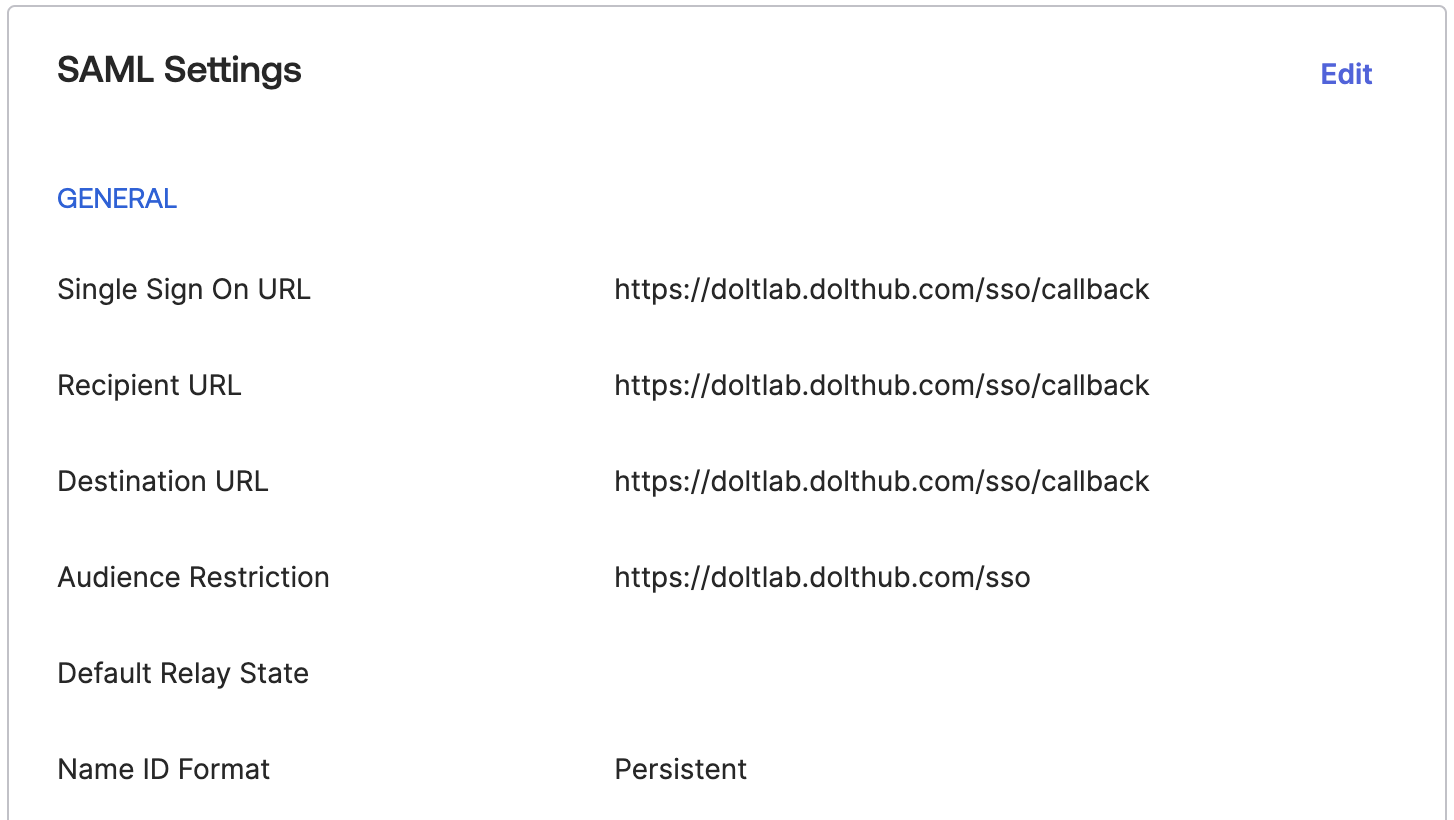 SAML Settings Edit
GENERAL
Single Sign On URL https://doltlab.dolthub.com/sso/callback
Recipient URL https://doltlab.dolthub.com/sso/callback
Destination URL https://doltlab.dolthub.com/sso/callback
Audience Restriction https://doltlab.dolthub.com/sso
Default Relay State
Name ID Format Persistent